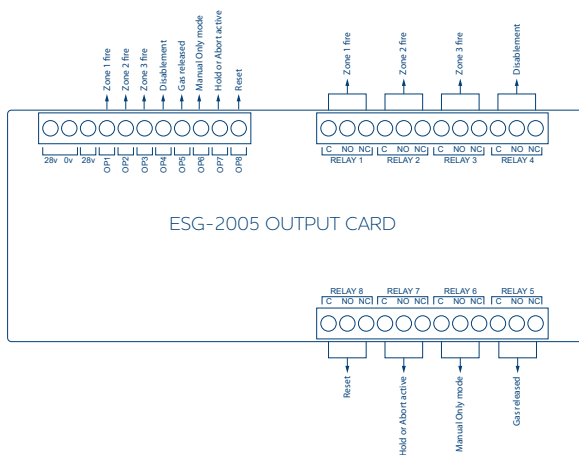 Zone 1 fire
Zone 2 fire
Zone 3 fire
Disablement
Gas released
Manual Only mode
Hold or Abort active
Reset
Zone 1 fire
Zone 2 fire
Zone 3 fire
Disablement
28v 0v 28v OP1 OP2 OP3 OP4 OP5 OP6 OP7 OP8
C NO NC C NO NC C NO NC C NO NC
RELAY 1 RELAY 2 RELAY 3 RELAY 4
ESG-2005 OUTPUT CARD
RELAY 8 RELAY 7 RELAY 6 RELAY 5
C NO NC C NO NC C NO NC C NO NC
Reset
Hold or Abort active
Manual Only mode
Gas released